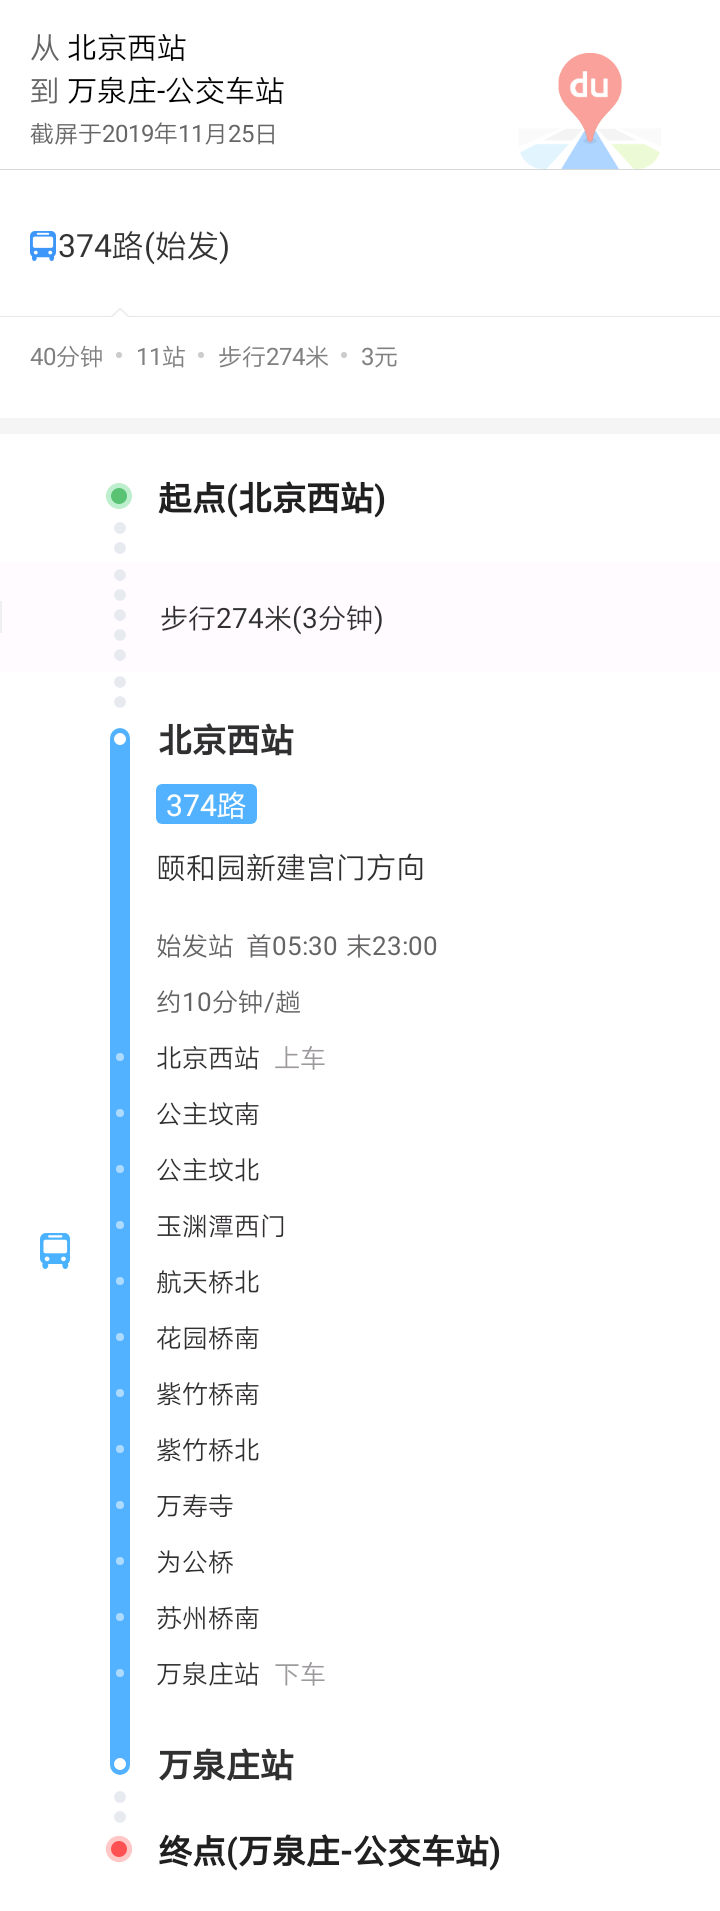 从 北京西站
到 万泉庄-公交车站
截屏于2019年11月25日
du
374路(始发)
40分钟 • 11站 • 步行274米 • 3元
起点(北京西站)
步行274米(3分钟)
北京西站
374路
颐和园新建宫门方向
始发站 首05:30 末23:00
约10分钟/趟
北京西站 上车
公主坟南
公主坟北
玉渊潭西门
航天桥北
花园桥南
紫竹桥南
紫竹桥北
万寿寺
为公桥
苏州桥南
万泉庄站 下车
万泉庄站
终点(万泉庄-公交车站)